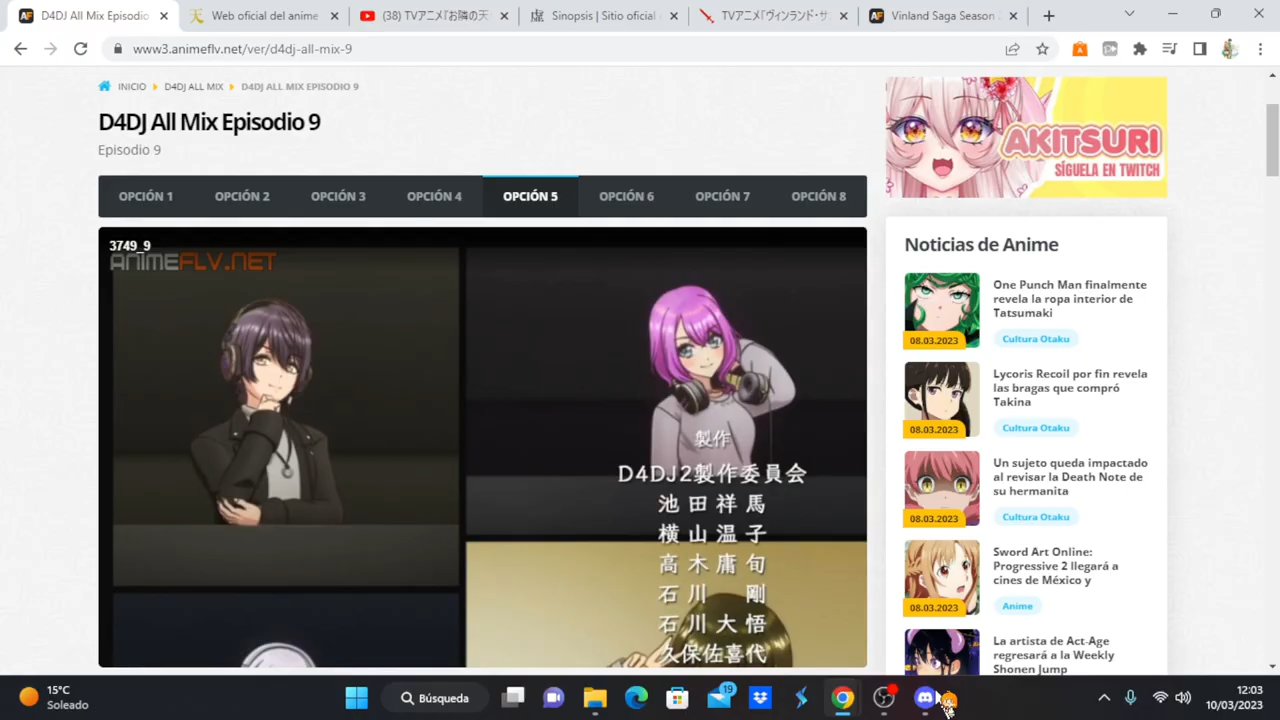 D4DJ All Mix Episodio
Web oficial del anime
(38) TVアニメ「お隣の天
Sinopsis | Sitio oficial
TVアニメ「ヴィンランド・サ
Vinland Saga Season
www3.animeflv.net/ver/d4dj-all-mix-9
INICIO D4DJ ALL MIX D4DJ ALL MIX EPISODIO 9
D4DJ All Mix Episodio 9
Episodio 9
OPCIÓN 1 OPCIÓN 2 OPCIÓN 3 OPCIÓN 4 OPCIÓN 5 OPCIÓN 6 OPCIÓN 7 OPCIÓN 8
3749_9
ANIMEFLV.NET
製作
D4DJ2製作委員会
池田祥馬
横山温子
高木庸旬
石川 剛
石川大悟
久保佐喜代
AKITSURI
SÍGUELA EN TWITCH
Noticias de Anime
One Punch Man finalmente
revela la ropa interior de
Tatsumaki
08.03.2023
Cultura Otaku
Lycoris Recoil por fin revela
las bragas que compró
Takina
08.03.2023
Cultura Otaku
Un sujeto queda impactado
al revisar la Death Note de
su hermanita
08.03.2023
Cultura Otaku
Sword Art Online:
Progressive 2 llegará a
cines de México y
08.03.2023
Anime
La artista de Act-Age
regresará a la Weekly
Shonen Jump
15°C
Soleado
Búsqueda
19
12:03
10/03/2023